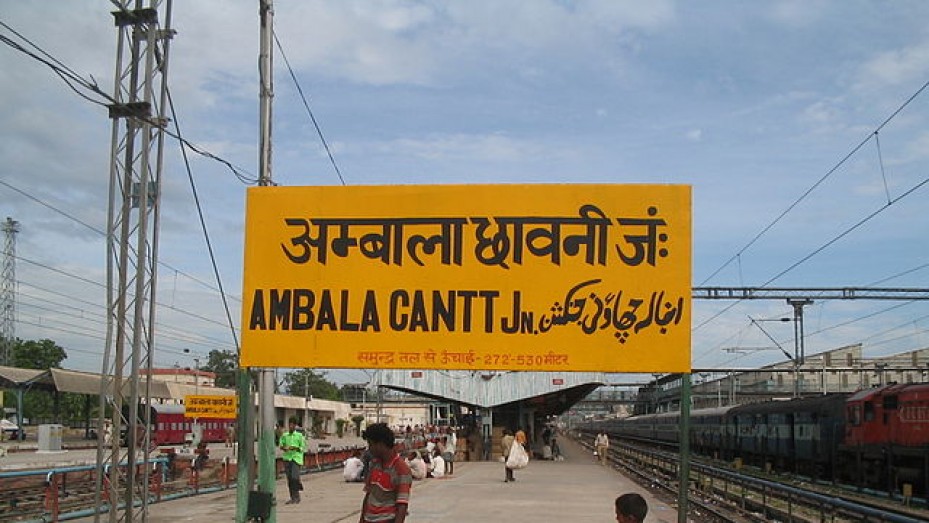 अम्बाला छावनी जं:
AMBALA CANTT Jn. انبالہ چھاؤنی جنکشن
समुन्द्र तल से ऊंचाई-272-530 मीटर